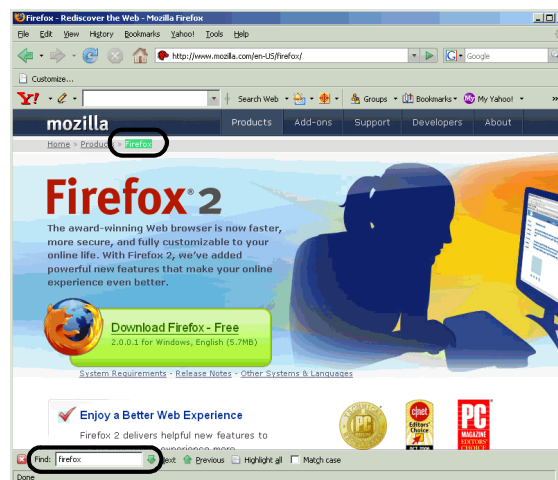 Firefox - Rediscover the Web - Mozilla Firefox
File Edit View History Bookmarks Yahoo! Tools Help
http://www.mozilla.com/en-US/firefox/ G Google
Customize...
Y! Search Web Groups Bookmarks My My Yahoo! »
mozilla Products Add-ons Support Developers About
Home » Products » Firefox
Firefox® 2
The award-winning Web browser is now faster,
more secure, and fully customizable to your
online life. With Firefox 2, we've added
powerful new features that make your online
experience even better.
Download Firefox - Free
2.0.0.1 for Windows, English (5.7MB)
System Requirements - Release Notes - Other Systems & Languages
Enjoy a Better Web Experience
Firefox 2 delivers helpful new features to
c|net
Editors'
Choice
OCT 2006
PC
MAGAZINE
EDITORS'
CHOICE
Find: firefox Next Previous Highlight all Match case
Done